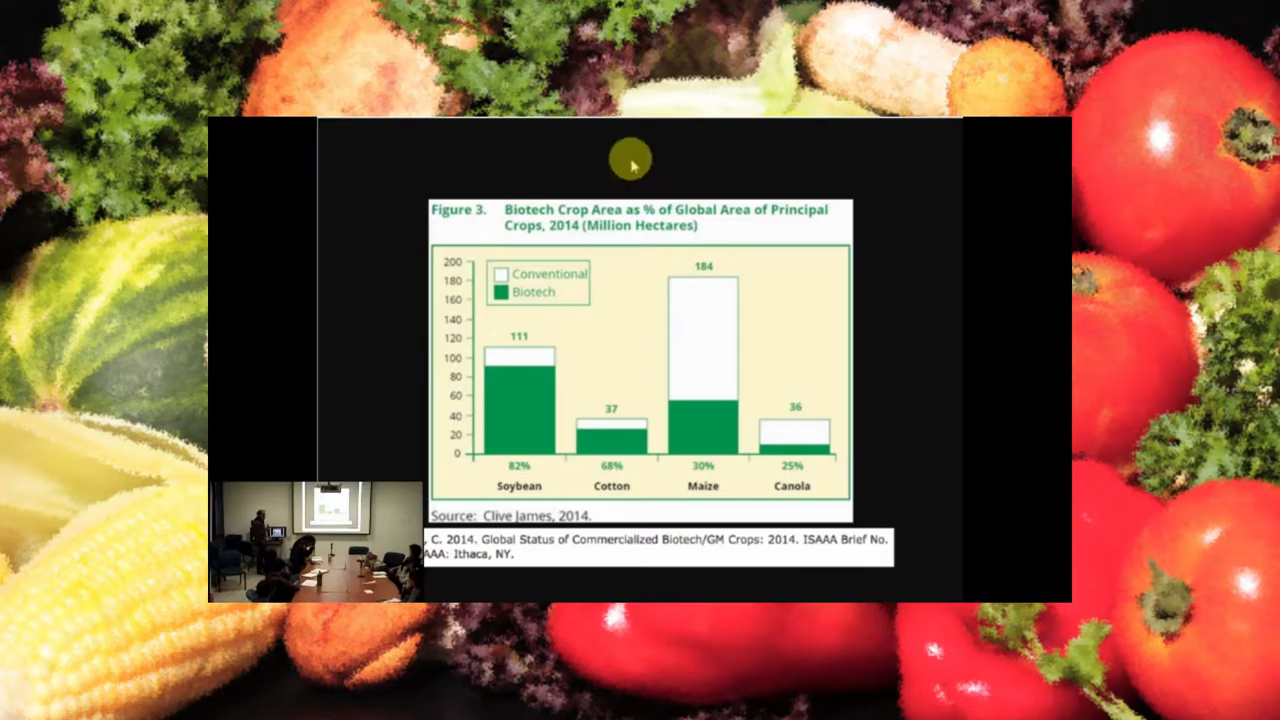 Figure 3. Biotech Crop Area as % of Global Area of Principal
Crops, 2014 (Million Hectares)
200
180
160
140
120
100
80
60
40
20
0
Conventional
Biotech
111
37
184
36
82% 68% 30% 25%
Soybean Cotton Maize Canola
Source: Clive James, 2014.
, C. 2014. Global Status of Commercialized Biotech/GM Crops: 2014. ISAAA Brief No.
AAA: Ithaca, NY.